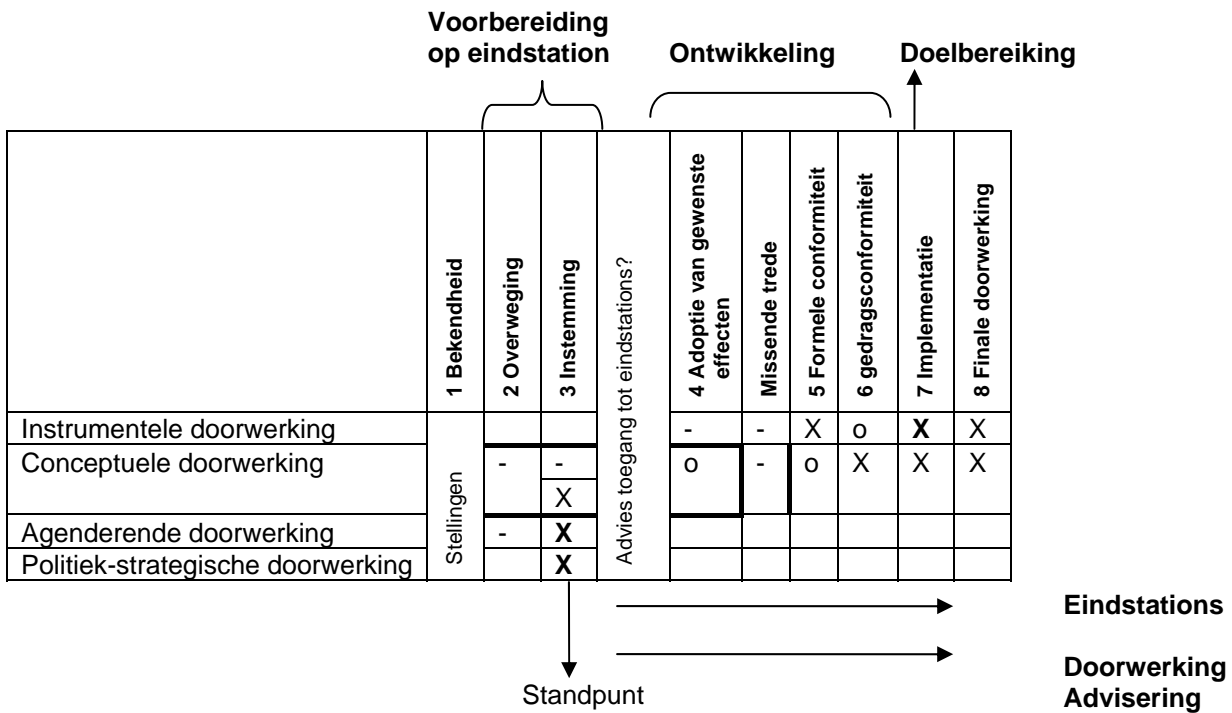 Voorbereiding
op eindstation
Ontwikkeling
Doelbereiking
1 Bekendheid
2 Overweging
3 Instemming
Advies toegang tot eindstations?
4 Adoptie van gewenste
effecten
Missende trede
5 Formele conformiteit
6 gedragsconformiteit
7 Implementatie
8 Finale doorwerking
Stellingen
Instrumentele doorwerking - - X o X X
Conceptuele doorwerking - - o - o X X X
X
Agenderende doorwerking - X
Politiek-strategische doorwerking X
Eindstations
Doorwerking
Advisering
Standpunt